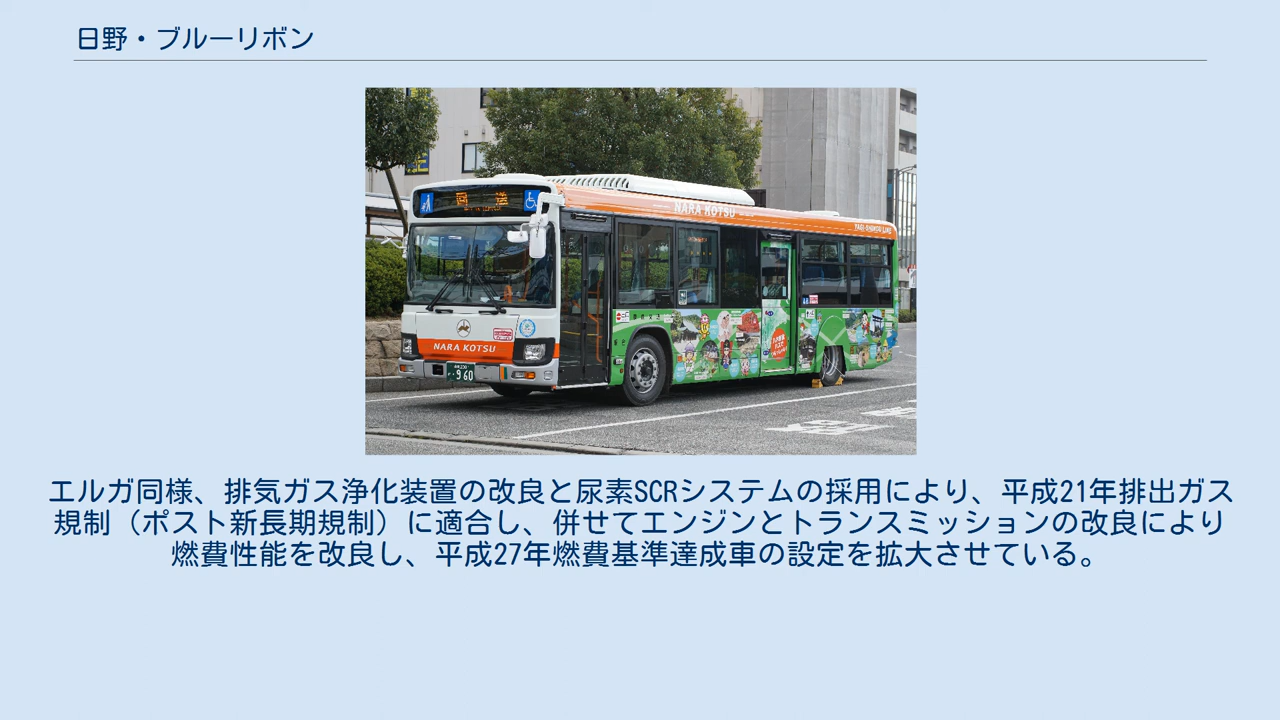 日野・ブルーリボン
回送
NARA KOTSU
YAGI-SHINGU LINE
NARA KOTSU
960
エルガ同様、排気ガス浄化装置の改良と尿素SCRシステムの採用により、平成21年排出ガス
規制（ポスト新長期規制）に適合し、併せてエンジンとトランスミッションの改良により
燃費性能を改良し、平成27年燃費基準達成車の設定を拡大させている。